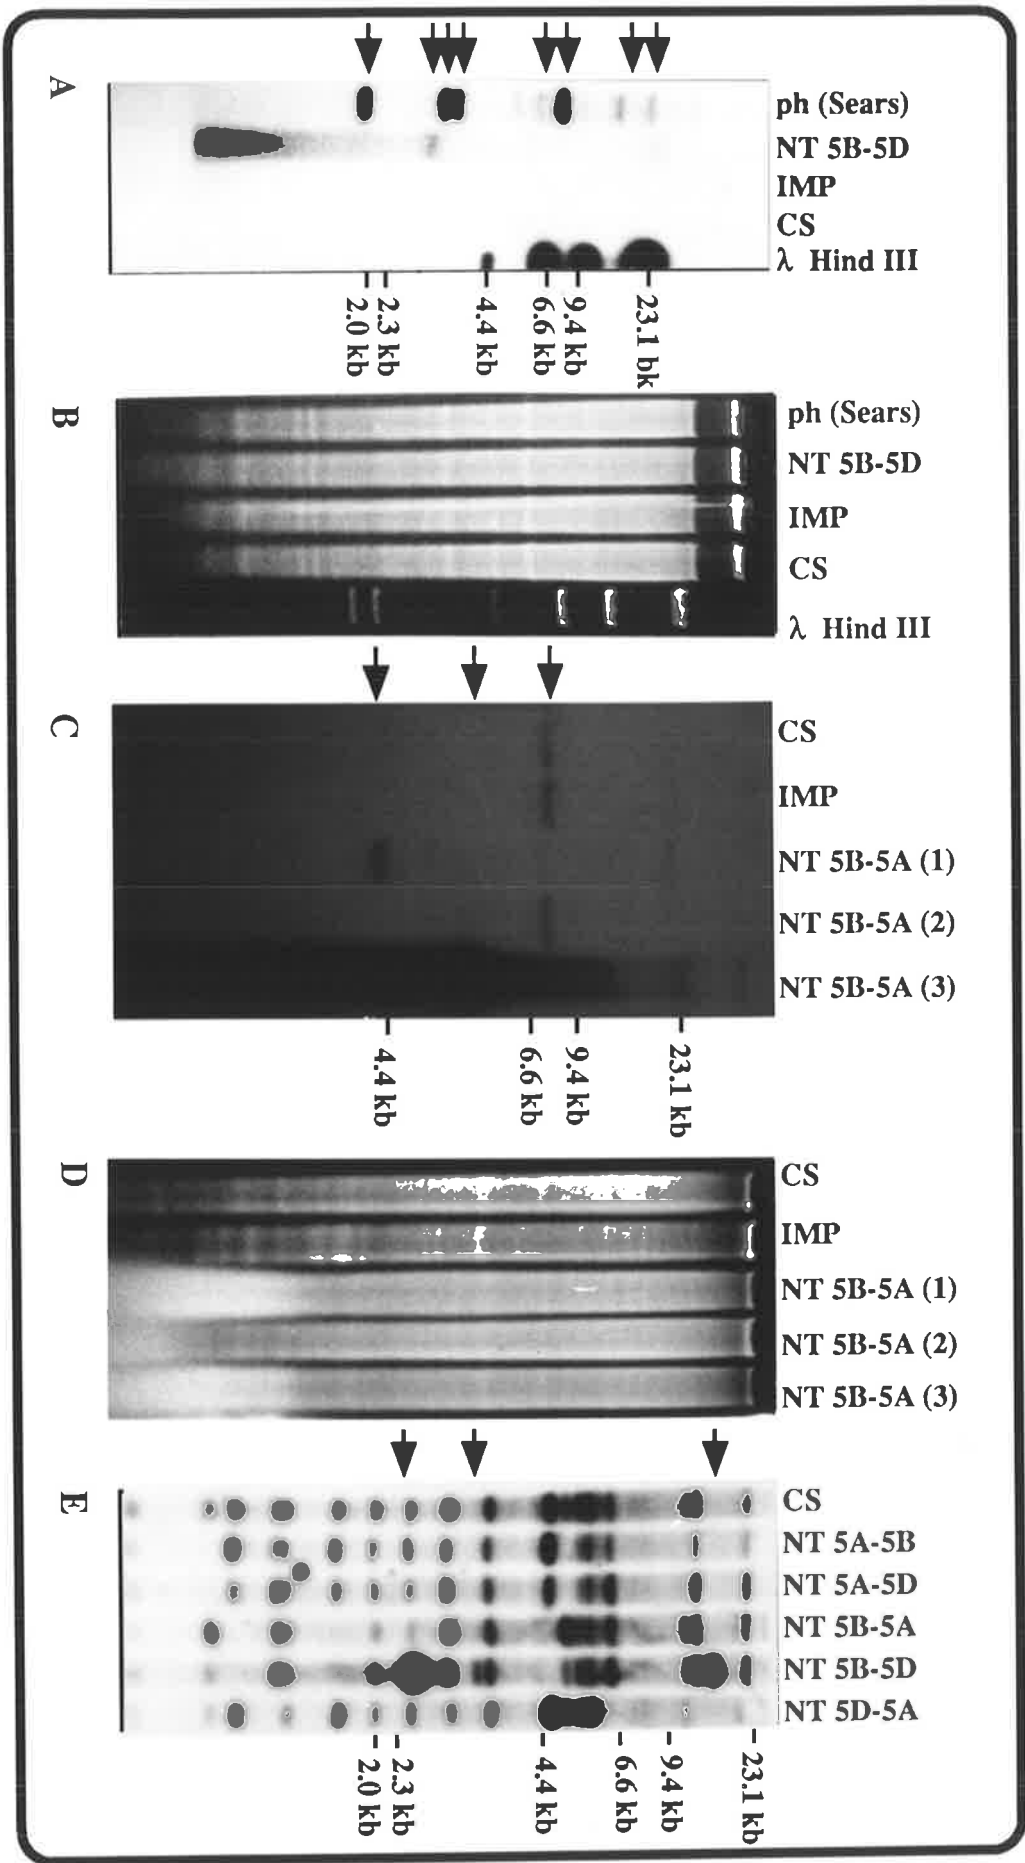 A
ph (Sears)
NT 5B-5D
IMP
CS
λ Hind III
2.0 kb
2.3 kb
4.4 kb
6.6 kb
9.4 kb
23.1 bk
B
ph (Sears)
NT 5B-5D
IMP
CS
λ Hind III
C
CS
IMP
NT 5B-5A (1)
NT 5B-5A (2)
NT 5B-5A (3)
4.4 kb
6.6 kb
9.4 kb
23.1 kb
D
CS
IMP
NT 5B-5A (1)
NT 5B-5A (2)
NT 5B-5A (3)
E
CS
NT 5A-5B
NT 5A-5D
NT 5B-5A
NT 5B-5D
NT 5D-5A
2.0 kb
2.3 kb
4.4 kb
6.6 kb
9.4 kb
23.1 kb